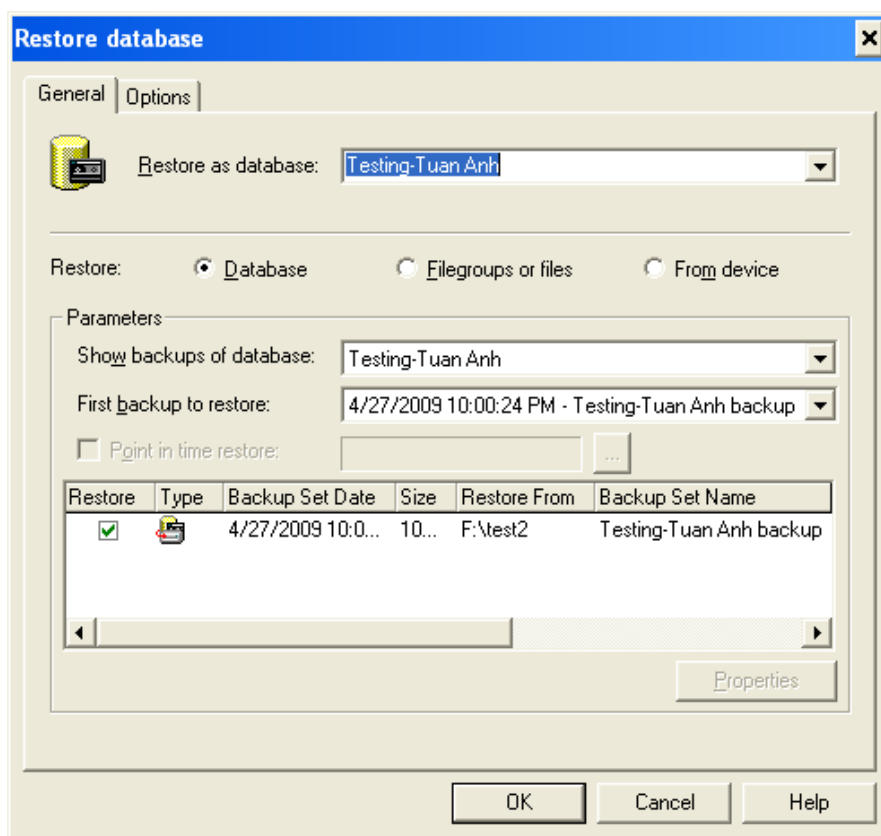 Restore database
General Options
Restore as database: Testing-Tuan Anh
Restore: Database Filegroups or files From device
Parameters
Show backups of database: Testing-Tuan Anh
First backup to restore: 4/27/2009 10:00:24 PM - Testing-Tuan Anh backup
Point in time restore: ...
Restore Type Backup Set Date Size Restore From Backup Set Name
4/27/2009 10:0... 10... F:\test2 Testing-Tuan Anh backup
Properties
OK Cancel Help